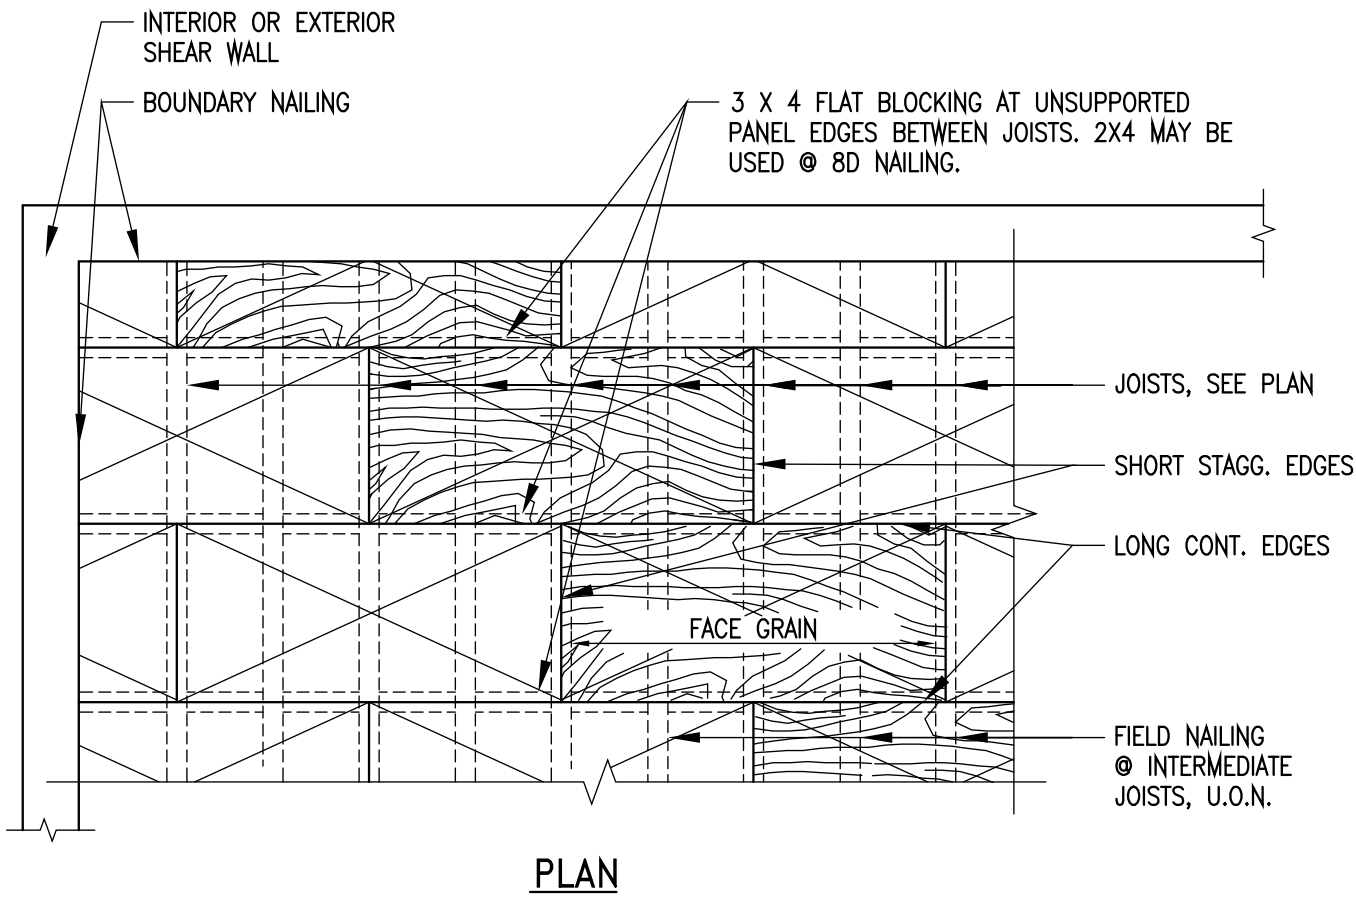 INTERIOR OR EXTERIOR
SHEAR WALL
BOUNDARY NAILING
3 X 4 FLAT BLOCKING AT UNSUPPORTED
PANEL EDGES BETWEEN JOISTS. 2X4 MAY BE
USED @ 8D NAILING.
JOISTS, SEE PLAN
SHORT STAGG. EDGES
LONG CONT. EDGES
FACE GRAIN
FIELD NAILING
@ INTERMEDIATE
JOISTS, U.O.N.
PLAN